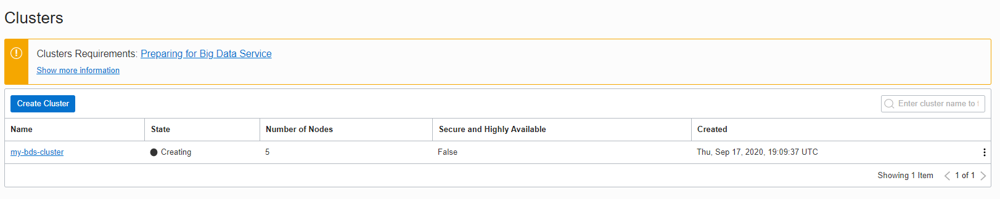 Clusters
Clusters Requirements: Preparing for Big Data Service
Show more information
Create Cluster
Enter cluster name to
Name State Number of Nodes Secure and Highly Available Created
my-bds-cluster Creating 5 False Thu, Sep 17, 2020, 19:09:37 UTC
Showing 1 Item 1 of 1